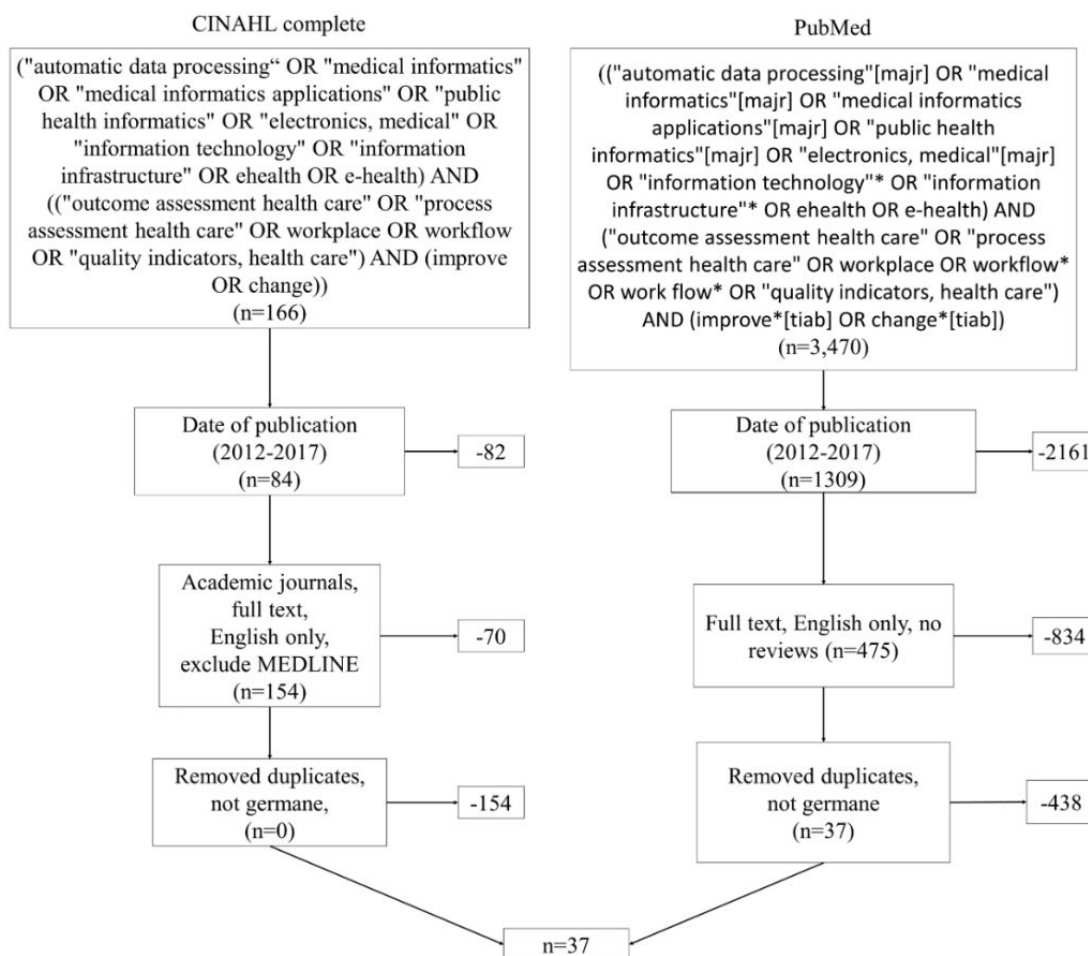 CINAHL complete
("automatic data processing“ OR "medical informatics"
OR "medical informatics applications" OR "public
health informatics" OR "electronics, medical" OR
"information technology" OR "information
infrastructure" OR ehealth OR e-health) AND
(("outcome assessment health care" OR "process
assessment health care" OR workplace OR workflow
OR "quality indicators, health care") AND (improve
OR change))
(n=166)
Date of publication
(2012-2017)
(n=84)
-82
Academic journals,
full text,
English only,
exclude MEDLINE
(n=154)
-70
Removed duplicates,
not germane,
(n=0)
-154
PubMed
(("automatic data processing"[majr] OR "medical
informatics"[majr] OR "medical informatics
applications"[majr] OR "public health
informatics"[majr] OR "electronics, medical"[majr]
OR "information technology"* OR "information
infrastructure"* OR ehealth OR e-health) AND
("outcome assessment health care" OR "process
assessment health care" OR workplace OR workflow*
OR work flow* OR "quality indicators, health care")
AND (improve*[tiab] OR change*[tiab])
(n=3,470)
Date of publication
(2012-2017)
(n=1309)
-2161
Full text, English only, no
reviews (n=475)
-834
Removed duplicates,
not germane
(n=37)
-438
n=37